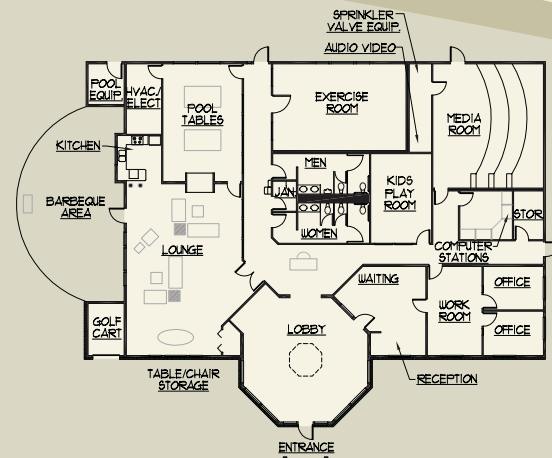 SPRINKLER
VALVE EQUIP.
AUDIO VIDEO
POOL
EQUIP.
HVAC/
ELECT
POOL
TABLES
EXERCISE
ROOM
MEDIA
ROOM
KITCHEN
MEN
JAN
WOMEN
KIDS
PLAY
ROOM
BARBEQUE
AREA
STOR
LOUNGE
COMPUTER
STATIONS
WAITING
OFFICE
WORK
ROOM
OFFICE
GOLF
CART
LOBBY
TABLE/CHAIR
STORAGE
RECEPTION
ENTRANCE